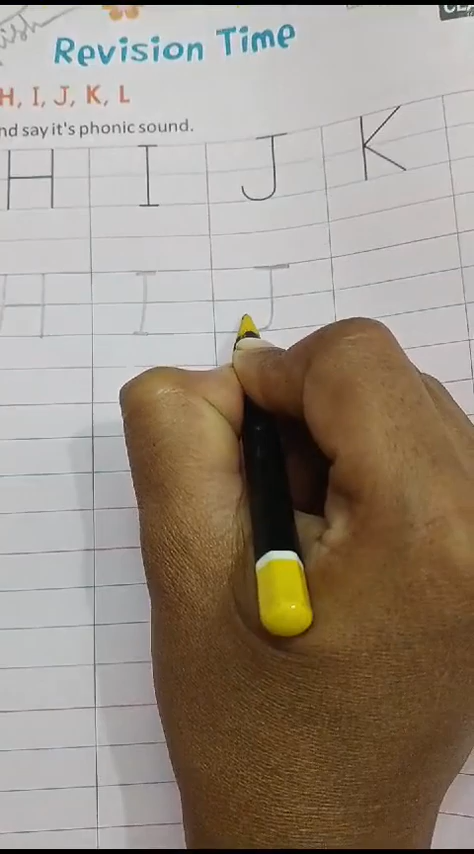 Revision Time
H, I, J, K, L
nd say it's phonic sound.
H I J K
H I J